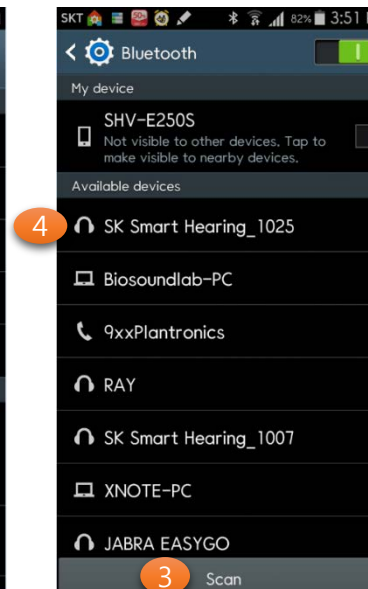 SKT 82% 3:51
Bluetooth
My device
SHV-E250S
Not visible to other devices. Tap to
make visible to nearby devices.
Available devices
4 SK Smart Hearing_1025
Biosoundlab-PC
9xxPlantronics
RAY
SK Smart Hearing_1007
XNOTE-PC
JABRA EASYGO
3 Scan